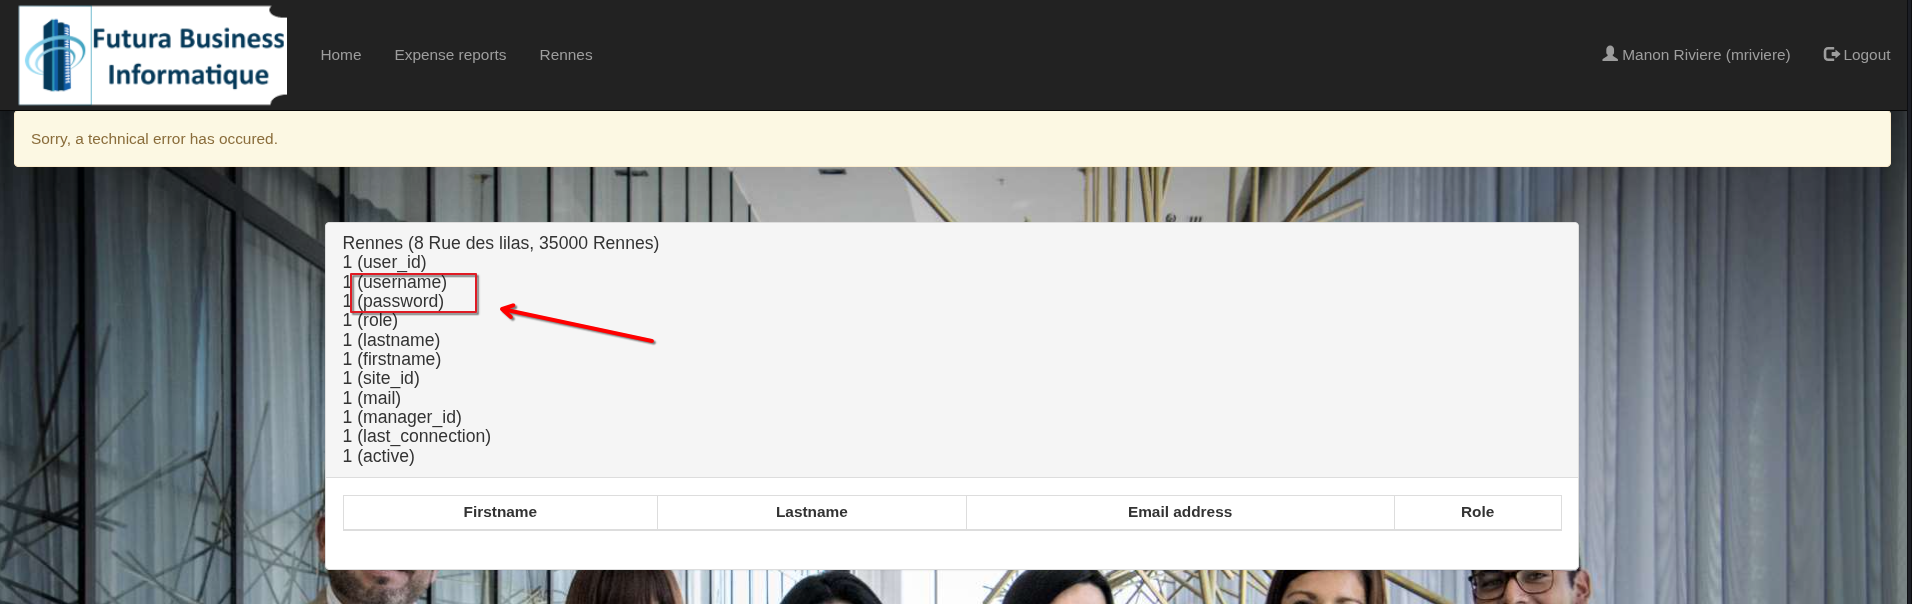 Futura Business
Informatique
Home Expense reports Rennes Manon Riviere (mriviere) Logout
Sorry, a technical error has occured.
Rennes (8 Rue des lilas, 35000 Rennes)
1 (user_id)
1 (username)
1 (password)
1 (role)
1 (lastname)
1 (firstname)
1 (site_id)
1 (mail)
1 (manager_id)
1 (last_connection)
1 (active)
Firstname Lastname Email address Role